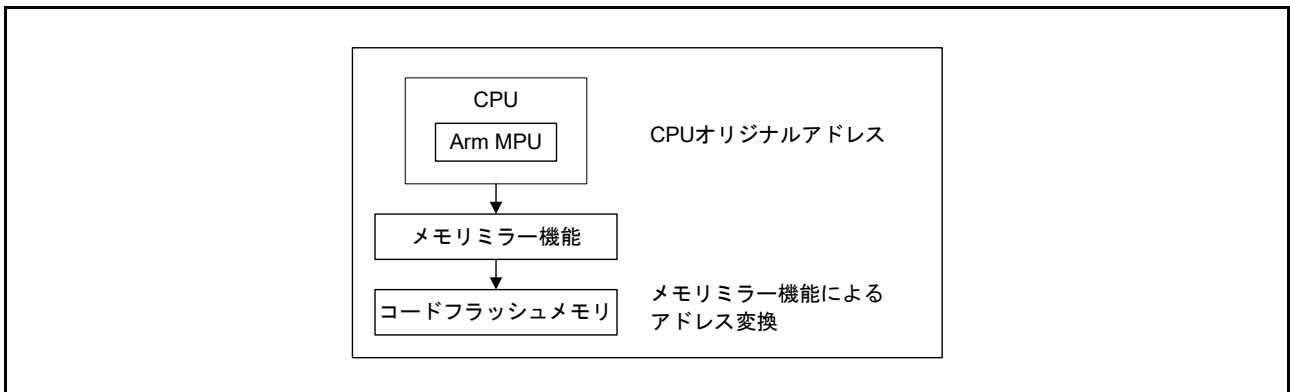 CPU
Arm MPU
CPUオリジナルアドレス
メモリミラー機能
コードフラッシュメモリ
メモリミラー機能による
アドレス変換